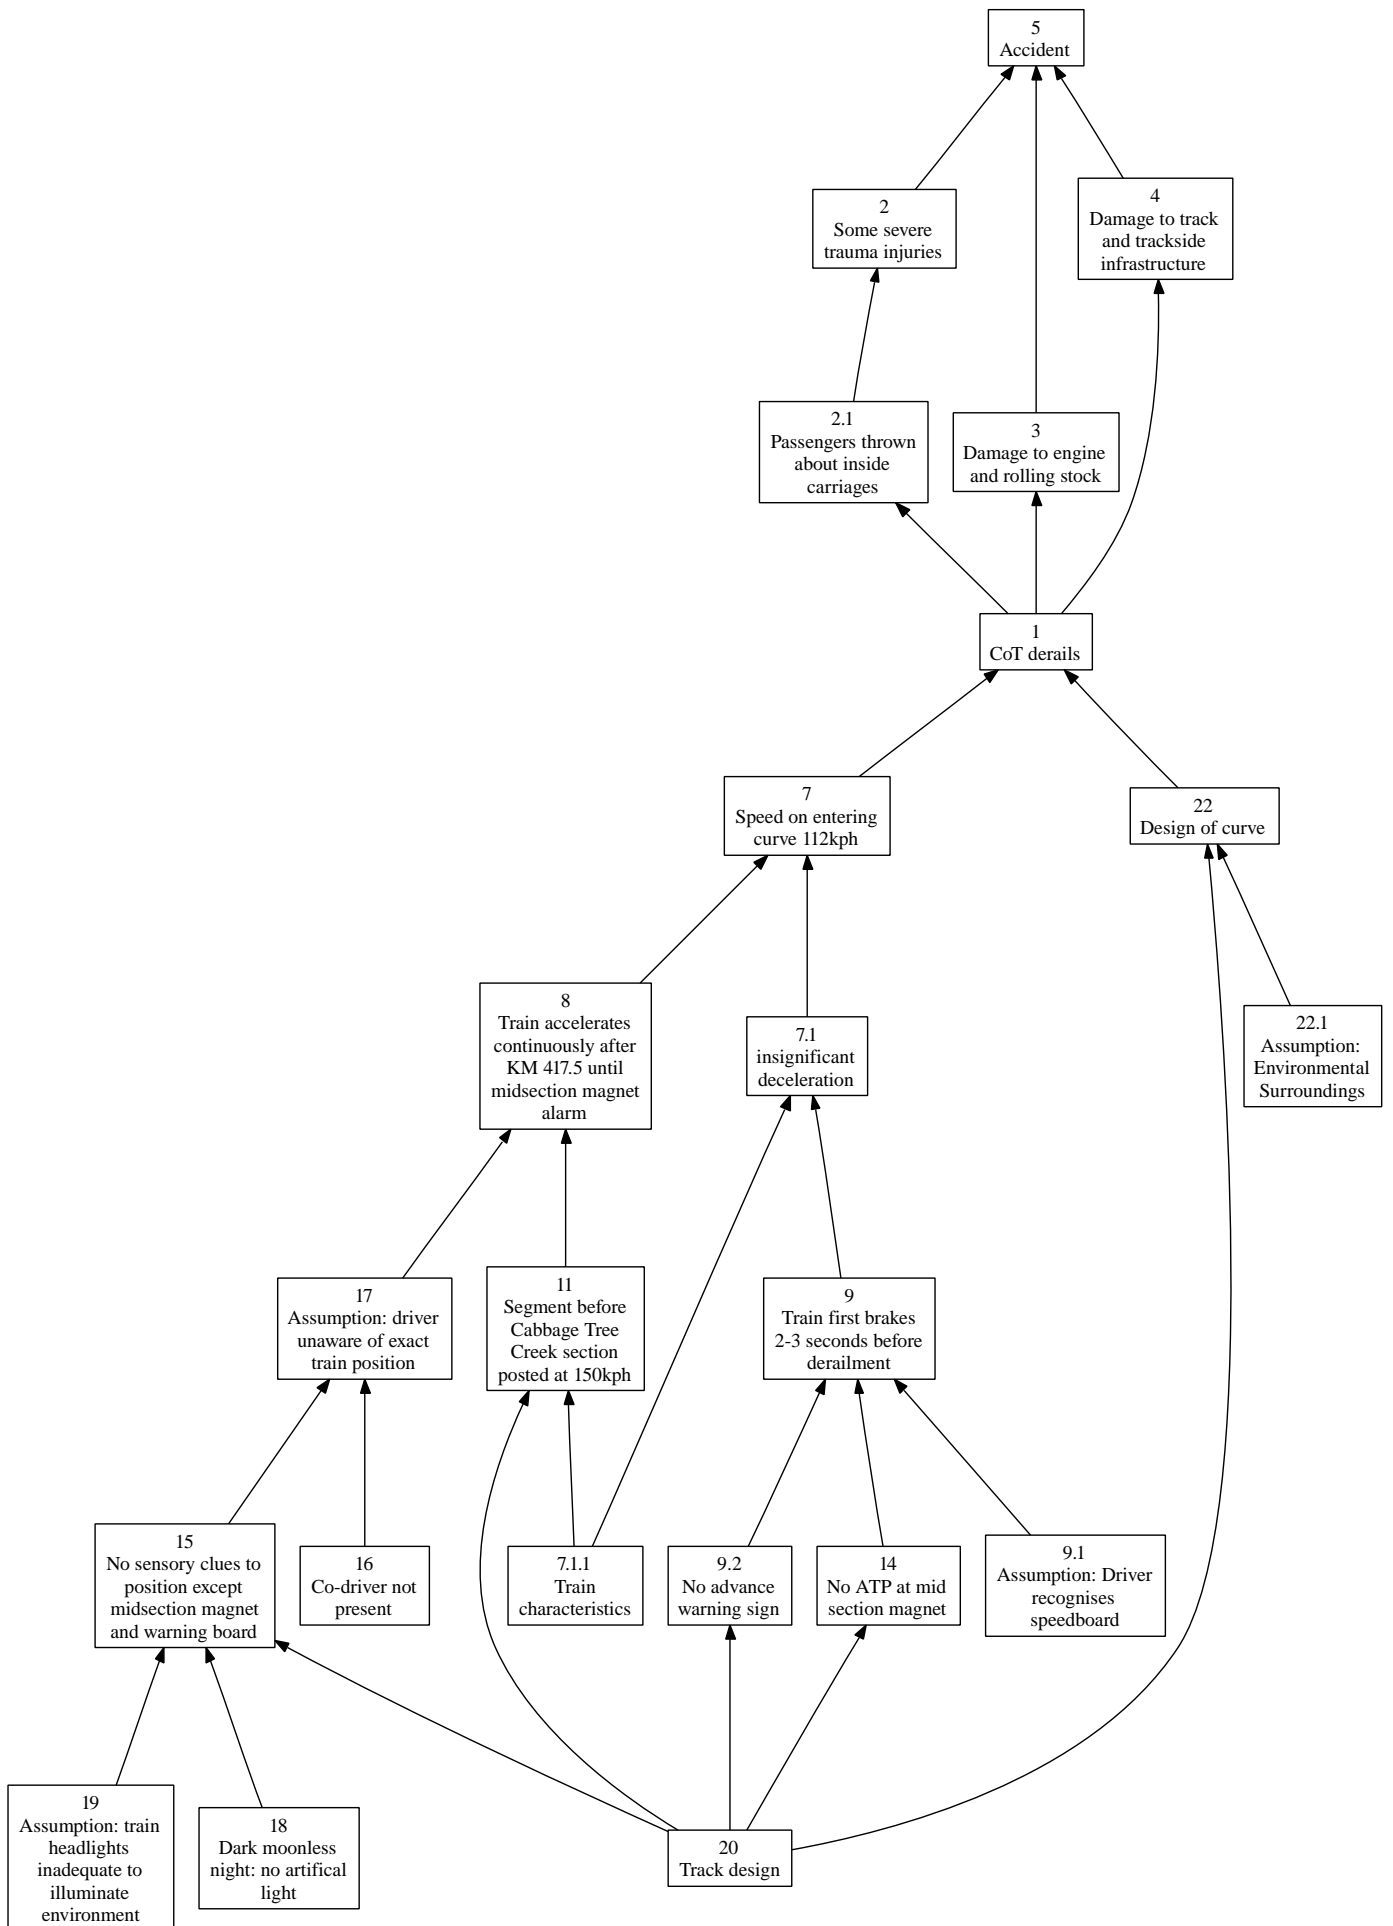 5
Accident
2
Some severe
trauma injuries
4
Damage to track
and trackside
infrastructure
2.1
Passengers thrown
about inside
carriages
3
Damage to engine
and rolling stock
1
CoT derails
7
Speed on entering
curve 112kph
22
Design of curve
8
Train accelerates
continuously after
KM 417.5 until
midsection magnet
alarm
7.1
insignificant
deceleration
22.1
Assumption:
Environmental
Surroundings
17
Assumption: driver
unaware of exact
train position
11
Segment before
Cabbage Tree
Creek section
posted at 150kph
9
Train first brakes
2-3 seconds before
derailment
15
No sensory clues to
position except
midsection magnet
and warning board
16
Co-driver not
present
7.1.1
Train
characteristics
9.2
No advance
warning sign
14
No ATP at mid
section magnet
9.1
Assumption: Driver
recognises
speedboard
19
Assumption: train
headlights
inadequate to
illuminate
environment
18
Dark moonless
night: no artifical
light
20
Track design